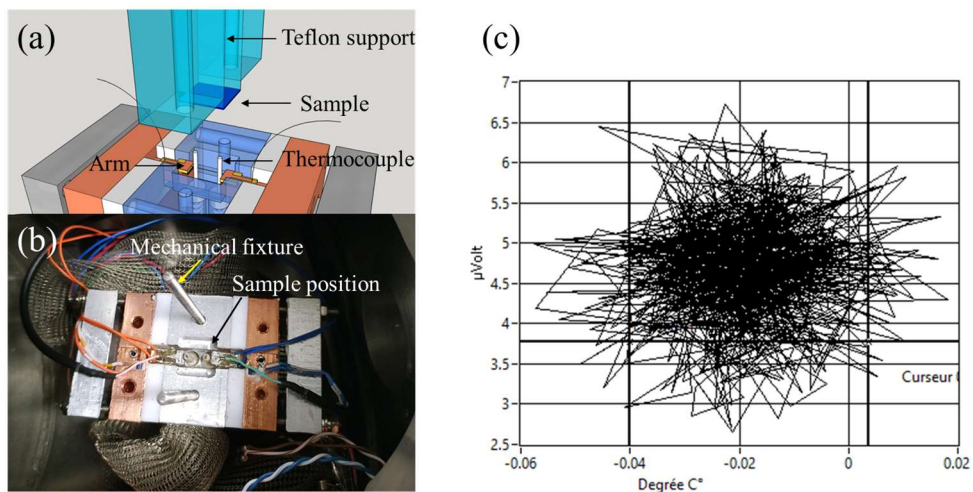 (a)
Teflon support
Sample
Arm
Thermocouple
(b)
Mechanical fixture
Sample position
(c)
7
6.5
6
5.5
5
4.5
4
3.5
3
2.5
µVolt
Curseur
-0.06
-0.04
-0.02
0
0.02
Degrée C°